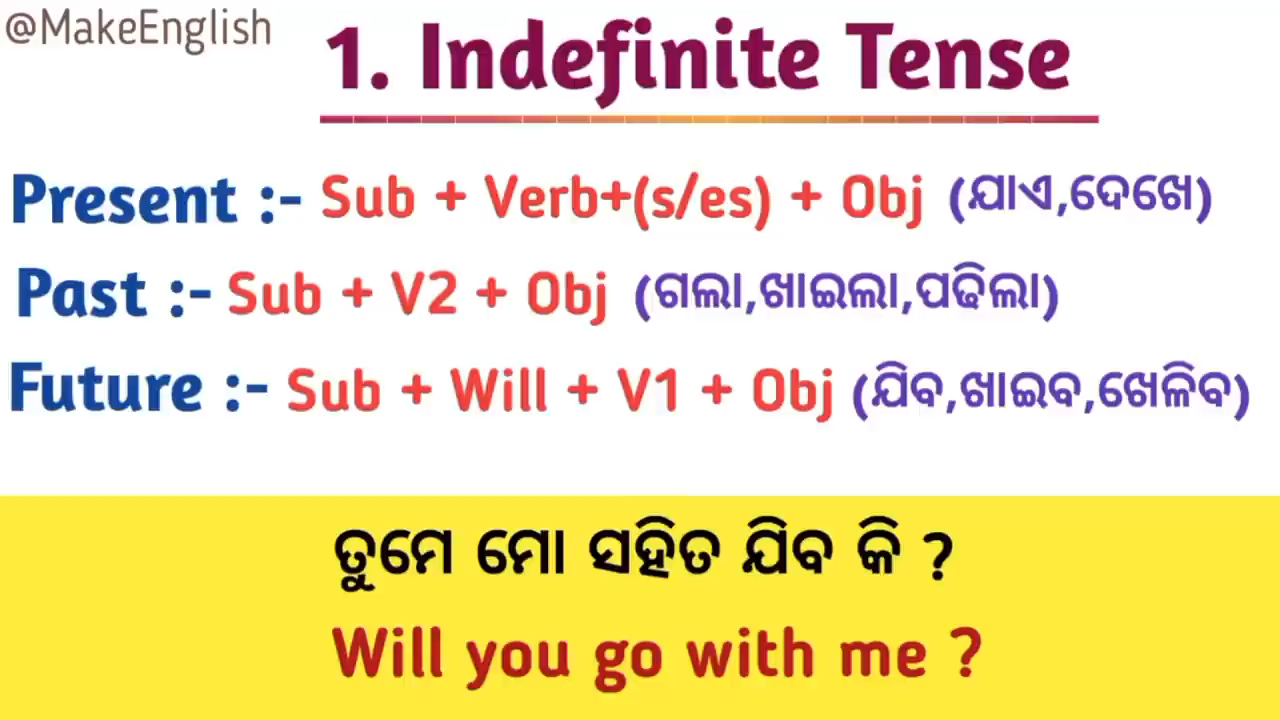 @MakeEnglish
1. Indefinite Tense
Present :- Sub + Verb+(s/es) + Obj (ଯାଏ,ଦେଖେ)
Past :- Sub + V2 + Obj (ଗଲା,ଖାଇଲା,ପଢିଲା)
Future :- Sub + Will + V1 + Obj (ଯିବ,ଖାଇବ,ଖେଳିବ)
ତୁମେ ମୋ ସହିତ ଯିବ କି ?
Will you go with me ?